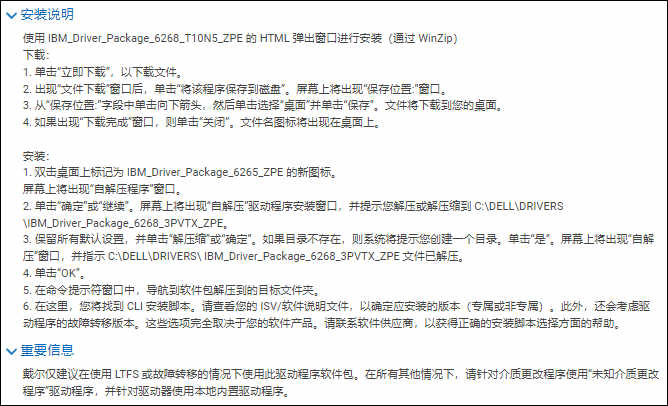 安装说明
使用 IBM_Driver_Package_6268_T10N5_ZPE 的 HTML 弹出窗口进行安装（通过 WinZip）
下载：
1. 单击“立即下载”，以下载文件。
2. 出现“文件下载”窗口后，单击“将该程序保存到磁盘”。屏幕上将出现“保存位置:”窗口。
3. 从“保存位置:”字段中单击向下箭头，然后单击选择“桌面”并单击“保存”。文件将下载到您的桌面。
4. 如果出现“下载完成”窗口，则单击“关闭”。文件名图标将出现在桌面上。
安装：
1. 双击桌面上标记为 IBM_Driver_Package_6265_ZPE 的新图标。
屏幕上将出现“自解压程序”窗口。
2. 单击“确定”或“继续”。屏幕上将出现“自解压”驱动程序安装窗口，并提示您解压或解压缩到 C:\DELL\DRIVERS
\IBM_Driver_Package_6268_3PVTX_ZPE。
3. 保留所有默认设置，并单击“解压缩”或“确定”。如果目录不存在，则系统将提示您创建一个目录。单击“是”。屏幕上将出现“自解
压”窗口，并指示 C:\DELL\DRIVERS\ IBM_Driver_Package_6268_3PVTX_ZPE 文件已解压。
4. 单击“OK”。
5. 在命令提示符窗口中，导航到软件包解压到的目标文件夹。
6. 在这里，您将找到 CLI 安装脚本。请查看您的 ISV/软件说明文件，以确定应安装的版本（专属或非专属）。此外，还会考虑驱
动程序的故障转移版本。这些选项完全取决于您的软件产品。请联系软件供应商，以获得正确的安装脚本选择方面的帮助。
重要信息
戴尔仅建议在使用 LTFS 或故障转移的情况下使用此驱动程序软件包。在所有其他情况下，请针对介质更改程序使用“未知介质更改
程序”驱动程序，并针对驱动器使用本地内置驱动程序。